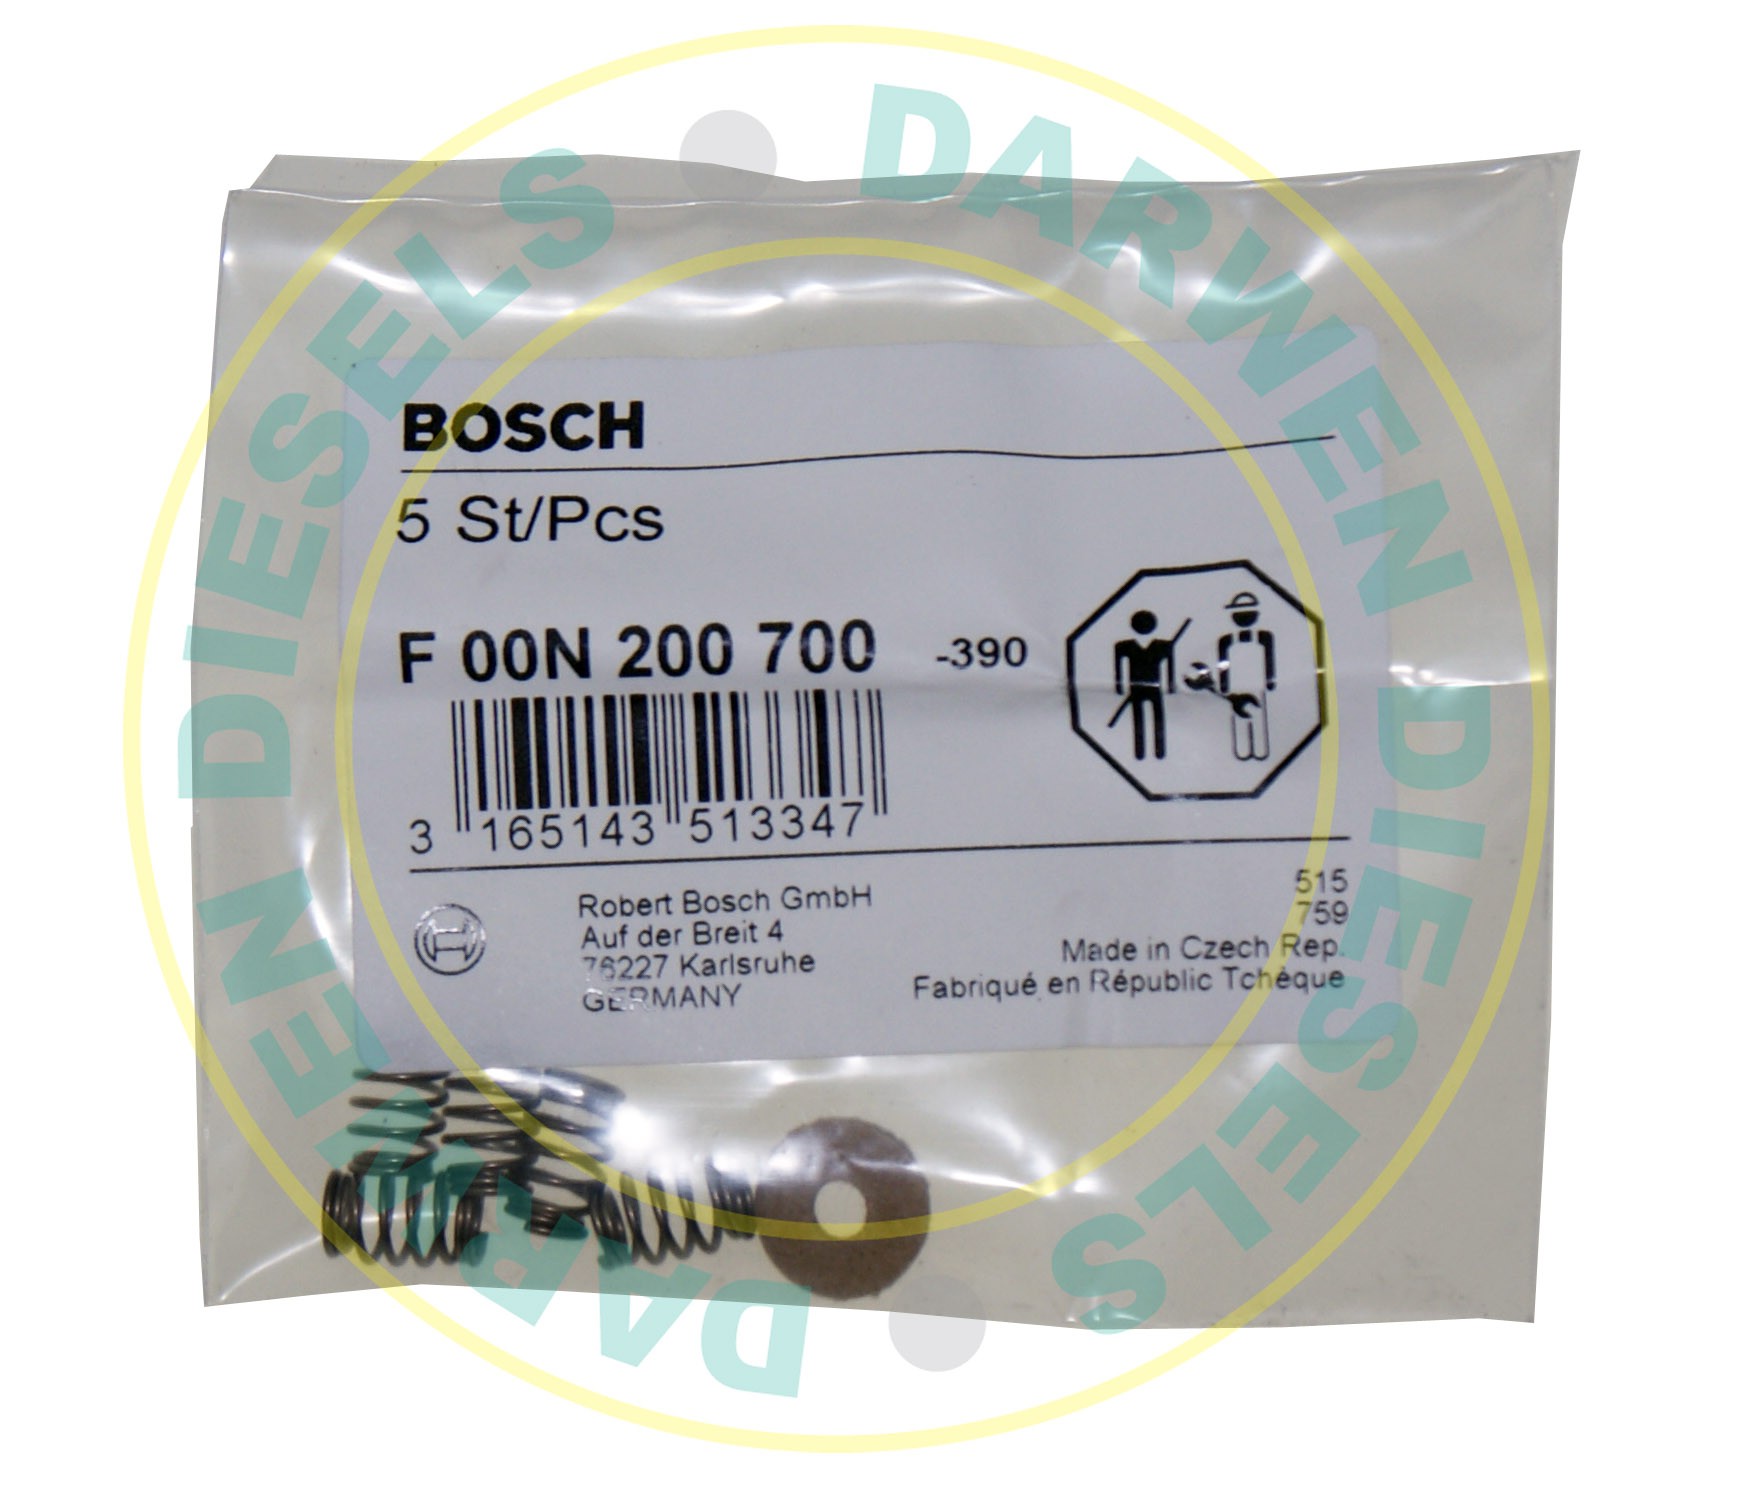 BOSCH
5 St/Pcs
F 00N 200 700 -390
3 165143 513347
Robert Bosch GmbH
Auf der Breit 4
76227 Karlsruhe
GERMANY
515
759
Made in Czech Rep.
Fabriqué en Républic Tchèque
DARWEN DIESELS
DARWEN DIESELS